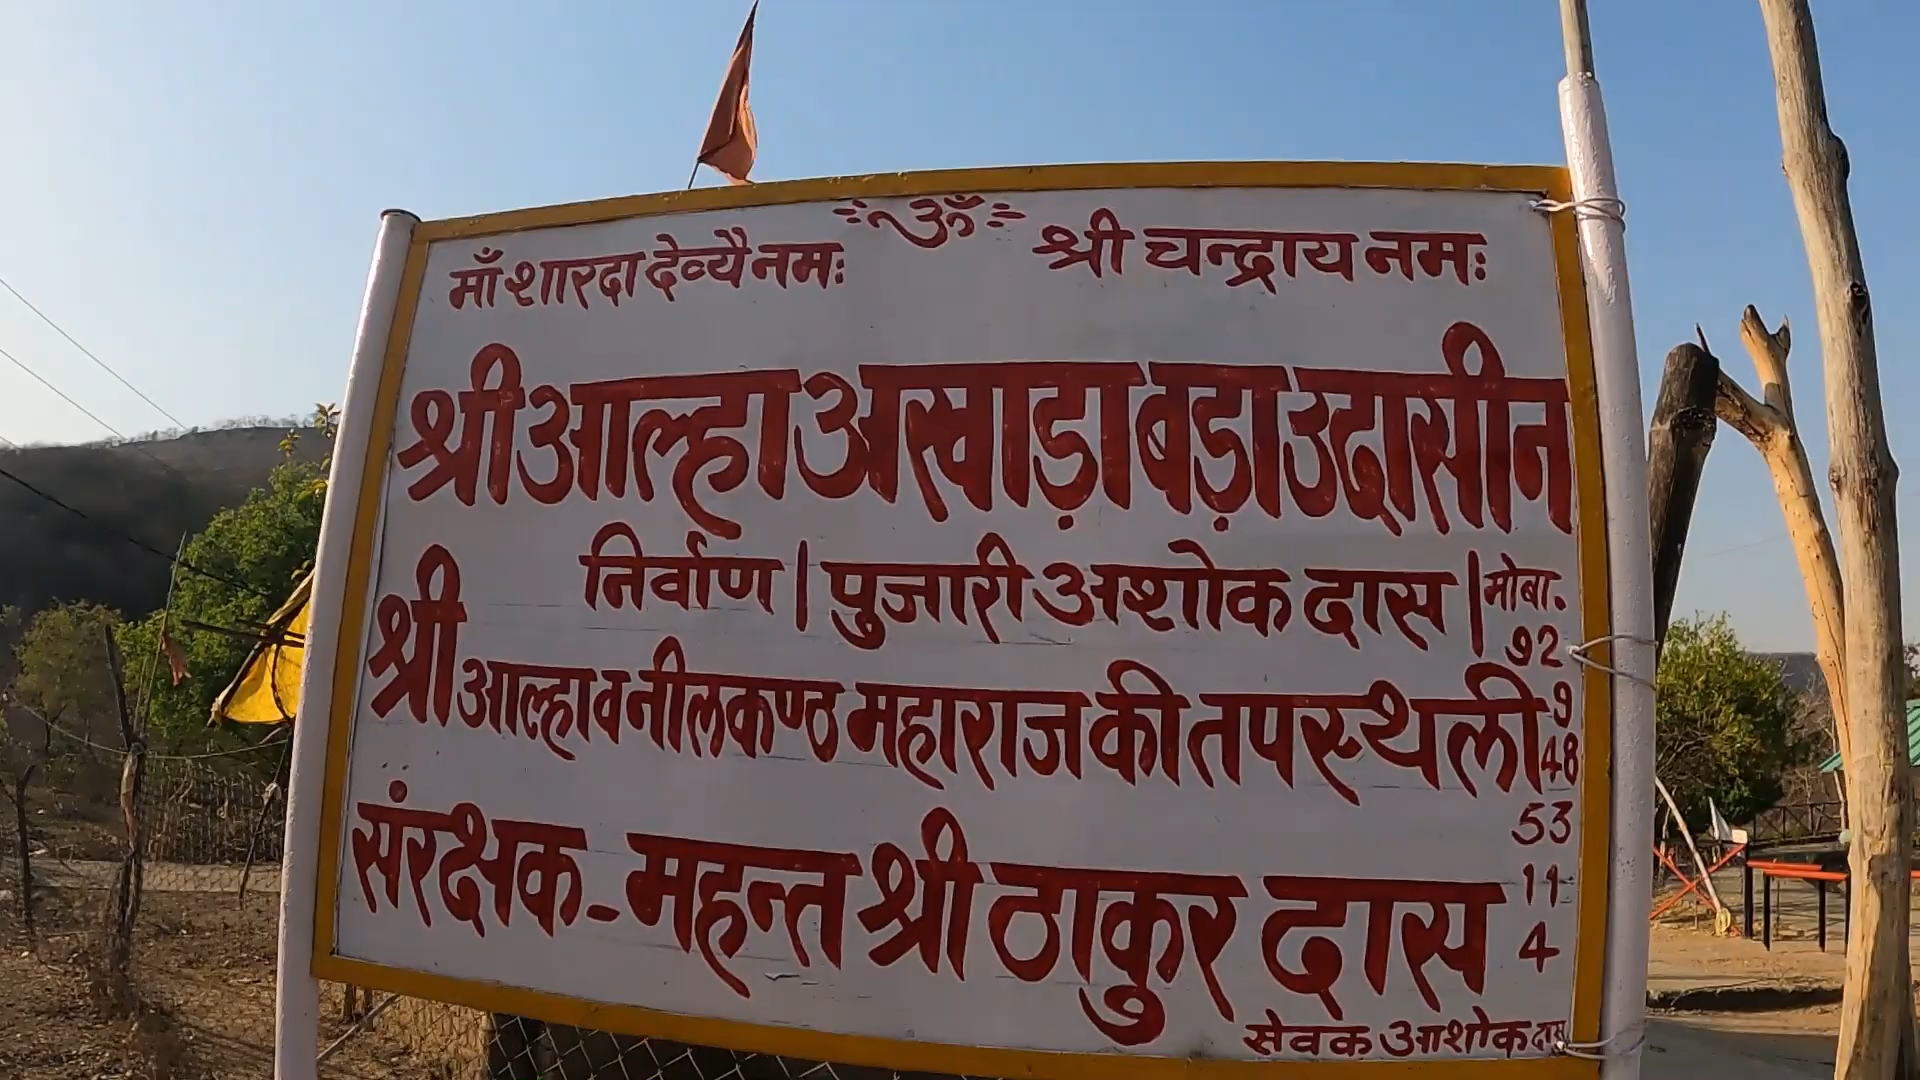 ॐ
माँ शारदा देव्यै नमः श्री चन्द्राय नमः
श्री आल्हा अखाड़ा बड़ा उदासीन
निर्वाण | पुजारी अशोक दास | मोबा.
92
9
48
53
11
4
श्री आल्हा व नीलकण्ठ महाराज की तपस्थली
संरक्षक - महन्त श्री ठाकुर दास
सेवक आशोक दास